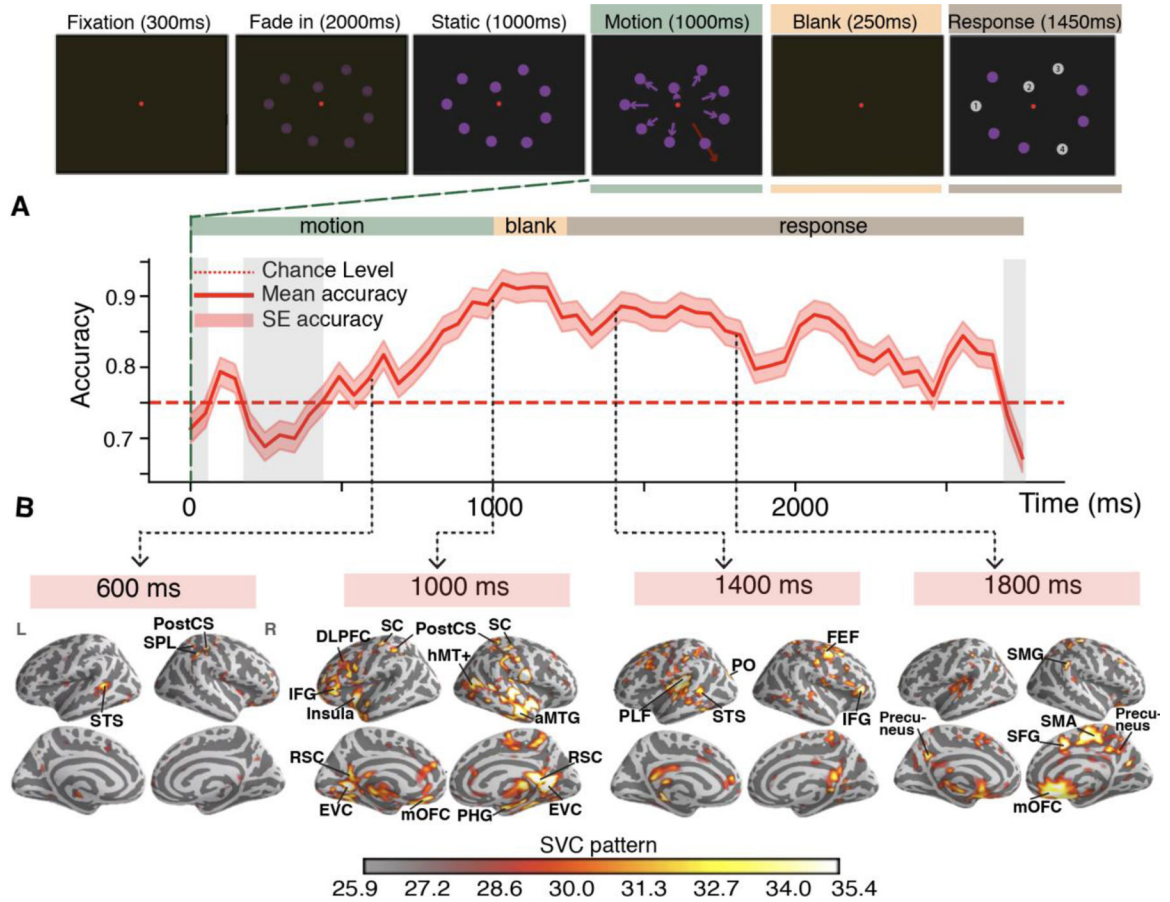 Fixation (300ms) Fade in (2000ms) Static (1000ms) Motion (1000ms) Blank (250ms) Response (1450ms)
3
2
1
4
A
motion blank response
Chance Level
Mean accuracy
SE accuracy
Accuracy
0.9
0.8
0.7
0 1000 2000 Time (ms)
B
600 ms 1000 ms 1400 ms 1800 ms
L R
PostCS
SPL
STS
DLPFC SC PostCS SC
hMT+
IFG
Insula
aMTG
RSC RSC
EVC mOFC PHG EVC
FEF
PO
PLF STS IFG
SMG
Precu-
neus
SMA
SFG
Precu-
neus
mOFC
SVC pattern
25.9 27.2 28.6 30.0 31.3 32.7 34.0 35.4